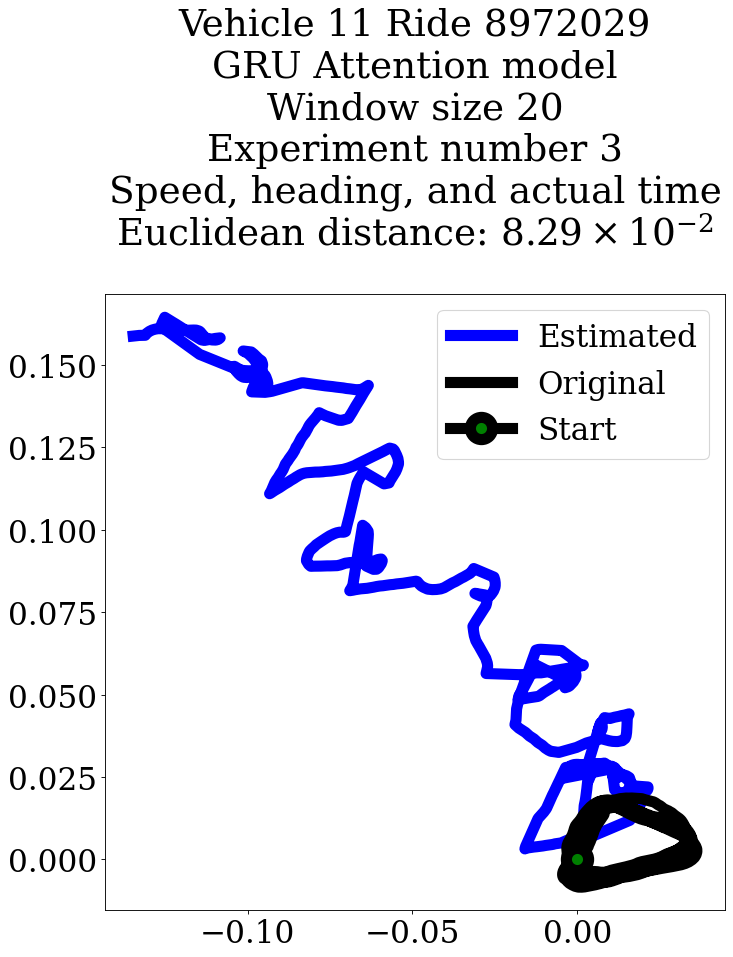 Vehicle 11 Ride 8972029
GRU Attention model
Window size 20
Experiment number 3
Speed, heading, and actual time
Euclidean distance: 8.29 × 10⁻²
Estimated
Original
Start
0.150
0.125
0.100
0.075
0.050
0.025
0.000
−0.10 −0.05 0.00